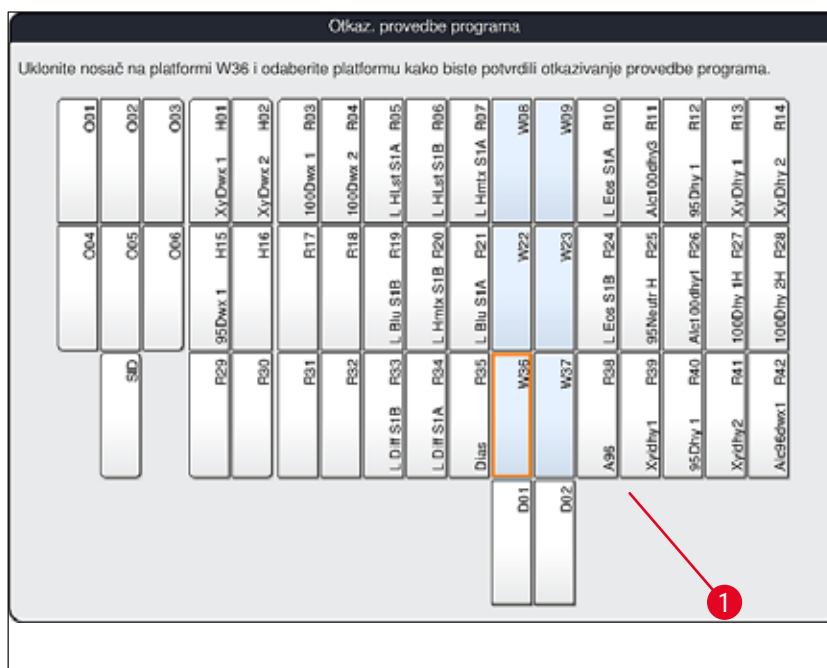 Otkaz. provedbe programa
Uklonite nosač na platformi W36 i odaberite platformu kako biste potvrdili otkazivanje provedbe programa.
O01
O02
O03
XyDwx 1 H01
XyDwx 2 H02
100Dwx 1 R03
100Dwx 2 R04
L HLst S1A R05
L HLst S1B R06
L Hmtx S1A R07
W08
W09
L Eos S1A R10
Alc100dhy3 R11
95Dhy 1 R12
XyDhy 1 R13
XyDhy 2 R14
O04
O05
O06
95Dwx 1 H15
H16
R17
R18
L Blu S1B R19
L Hmtx S1B R20
L Blu S1A R21
W22
W23
L Eos S1B R24
95Neutr H R25
Alc100dhy1 R26
100Dhy 1H R27
100Dhy 2H R28
SID
R29
R30
R31
R32
L Diff S1B R33
L Diff S1A R34
Dias R35
W36
W37
A96 R38
Xyldhy1 R39
95Dhy 1 R40
Xyldhy2 R41
Alc96dwx1 R42
D01
D02
1